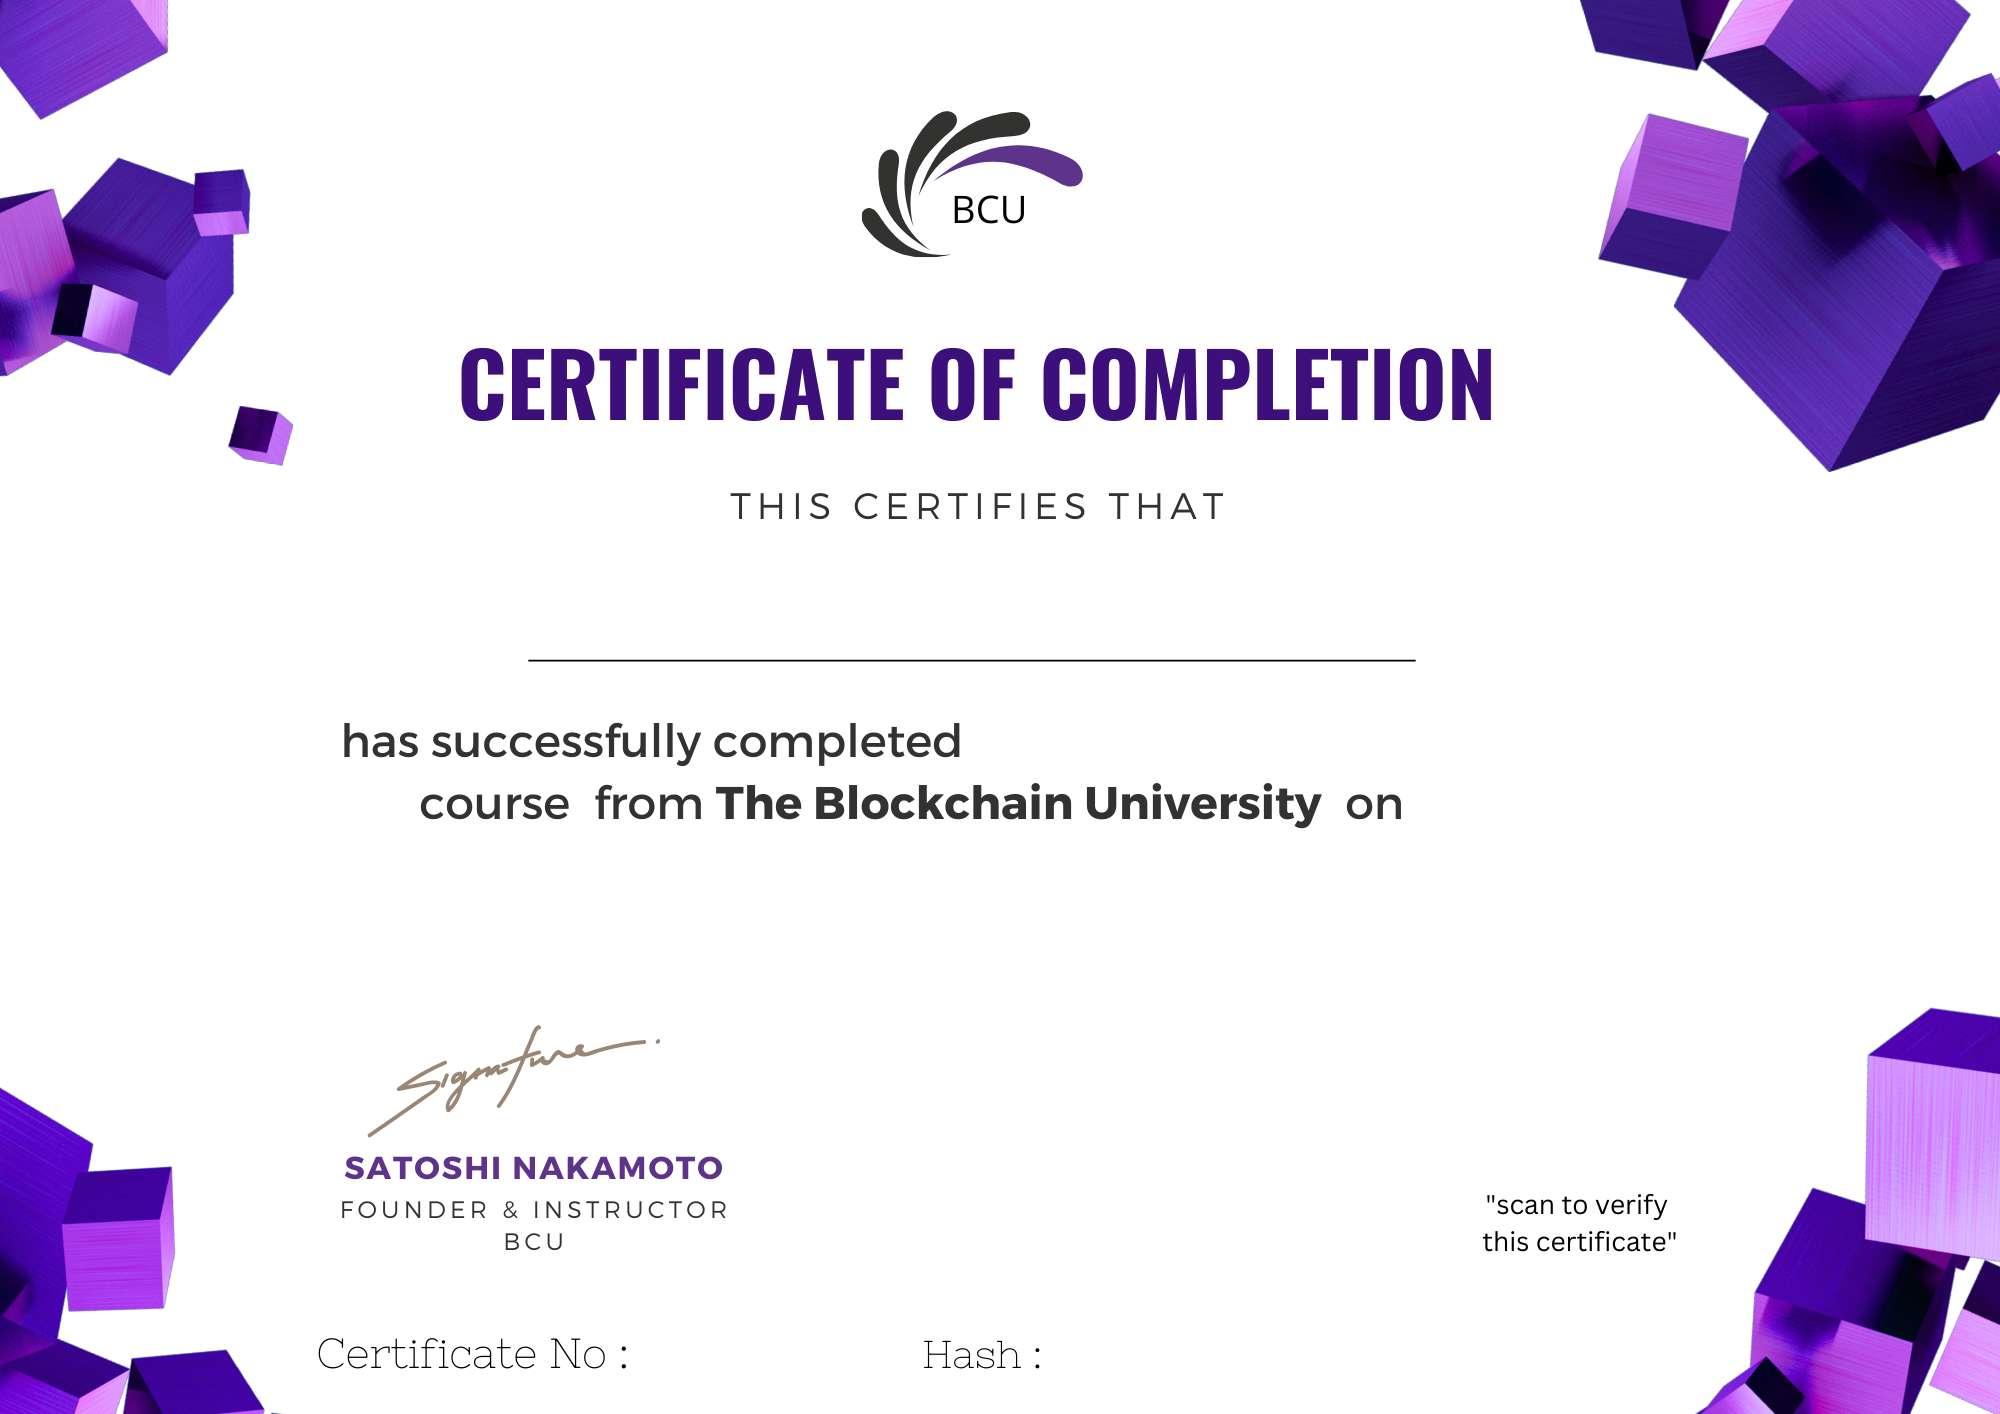 BCU
CERTIFICATE OF COMPLETION
THIS CERTIFIES THAT
has successfully completed
course from The Blockchain University on
Signature
SATOSHI NAKAMOTO
FOUNDER & INSTRUCTOR
BCU
"scan to verify
this certificate"
Certificate No :
Hash :